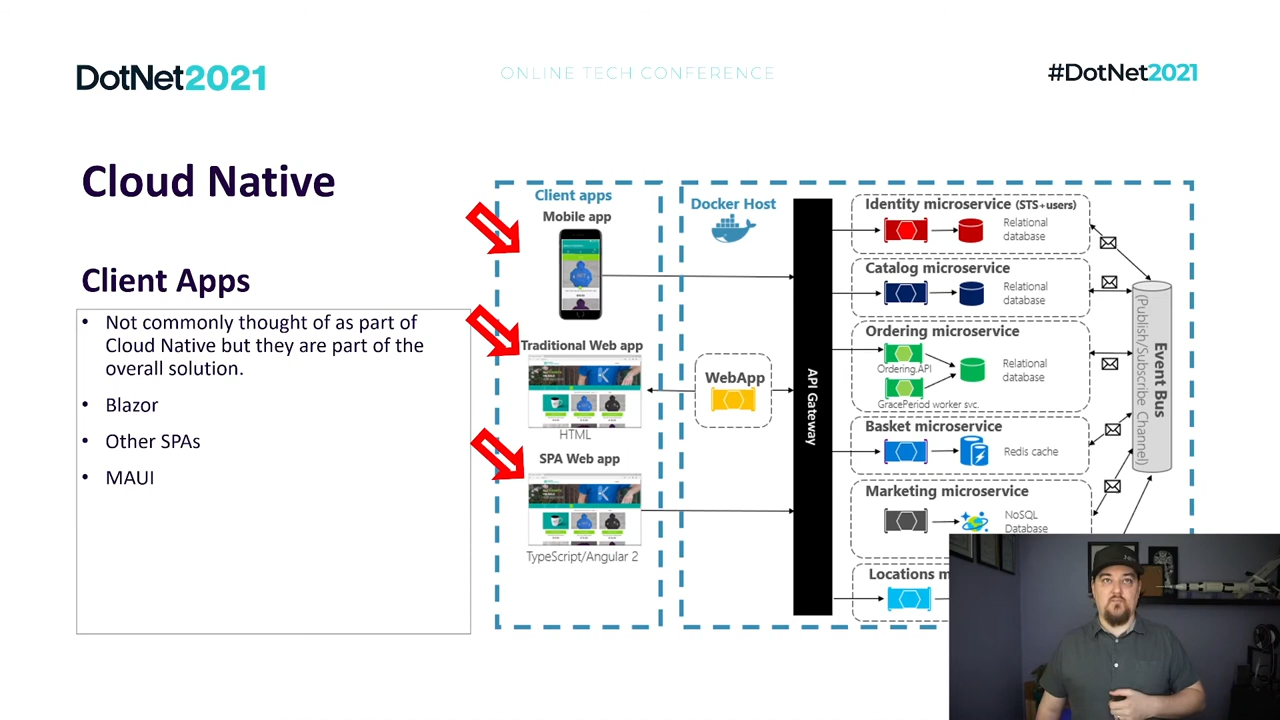 DotNet2021
ONLINE TECH CONFERENCE
#DotNet2021
Cloud Native
Client Apps
• Not commonly thought of as part of
Cloud Native but they are part of the
overall solution.
• Blazor
• Other SPAs
• MAUI
Client apps
Mobile app
Traditional Web app
HTML
SPA Web app
TypeScript/Angular 2
Docker Host
WebApp
API Gateway
Identity microservice (STS+users)
Relational
database
Catalog microservice
Relational
database
Ordering microservice
Ordering.API
Relational
database
GracePeriod worker svc.
Basket microservice
Redis cache
Marketing microservice
NoSQL
Database
Locations m
Event Bus
(Publish/Subscribe Channel)